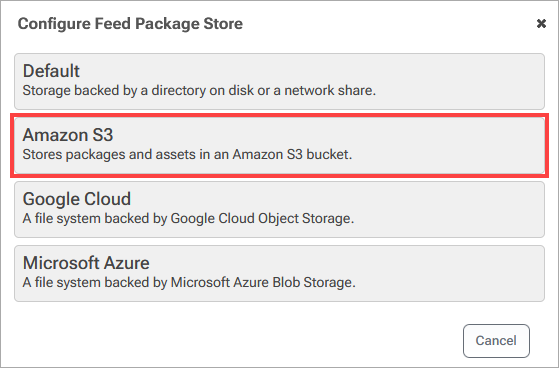 Configure Feed Package Store
Default
Storage backed by a directory on disk or a network share.
Amazon S3
Stores packages and assets in an Amazon S3 bucket.
Google Cloud
A file system backed by Google Cloud Object Storage.
Microsoft Azure
A file system backed by Microsoft Azure Blob Storage.
Cancel